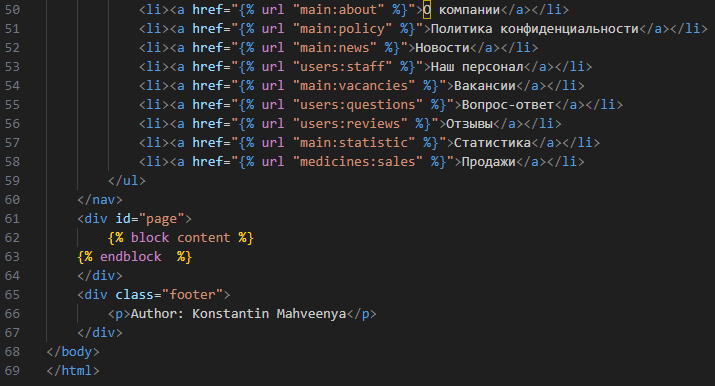 50 <li><a href="{% url "main:about" %}">О компании</a></li>
51 <li><a href="{% url "main:policy" %}">Политика конфиденциальности</a></li>
52 <li><a href="{% url "main:news" %}">Новости</a></li>
53 <li><a href="{% url "users:staff" %}">Наш персонал</a></li>
54 <li><a href="{% url "main:vacancies" %}">Вакансии</a></li>
55 <li><a href="{% url "users:questions" %}">Вопрос-ответ</a></li>
56 <li><a href="{% url "users:reviews" %}">Отзывы</a></li>
57 <li><a href="{% url "main:statistic" %}">Статистика</a></li>
58 <li><a href="{% url "medicines:sales" %}">Продажи</a></li>
59 </ul>
60 </nav>
61 <div id="page">
62 {% block content %}
63 {% endblock  %}
64 </div>
65 <div class="footer">
66 <p>Author: Konstantin Mahveenya</p>
67 </div>
68 </body>
69 </html>